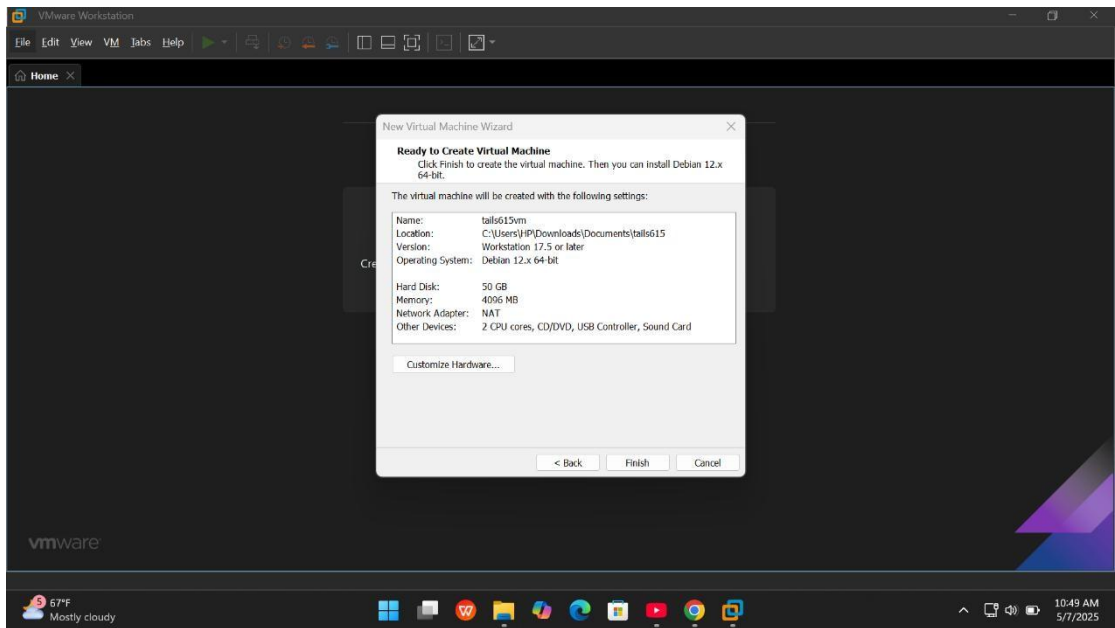 VMware Workstation
File Edit View VM Tabs Help
Home
New Virtual Machine Wizard
Ready to Create Virtual Machine
Click Finish to create the virtual machine. Then you can install Debian 12.x
64-bit.
The virtual machine will be created with the following settings:
Name: tails615vm
Location: C:\Users\HP\Downloads\Documents\tails615
Version: Workstation 17.5 or later
Operating System: Debian 12.x 64-bit
Cre
Hard Disk: 50 GB
Memory: 4096 MB
Network Adapter: NAT
Other Devices: 2 CPU cores, CD/DVD, USB Controller, Sound Card
Customize Hardware...
< Back Finish Cancel
vmware
5 67°F
Mostly cloudy
10:49 AM
5/7/2025